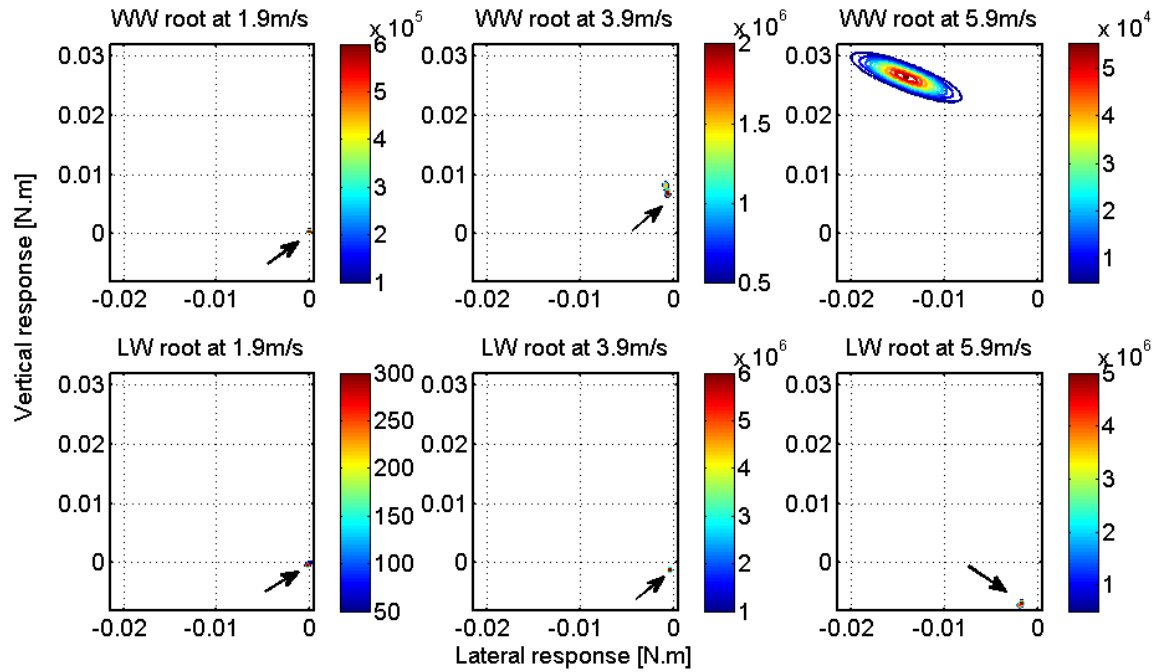 WW root at 1.9m/s
x 10^5
0.03
0.02
0.01
0
-0.02 -0.01 0
6
5
4
3
2
1
WW root at 3.9m/s
x 10^6
0.03
0.02
0.01
0
-0.02 -0.01 0
2
1.5
1
0.5
WW root at 5.9m/s
x 10^4
0.03
0.02
0.01
0
-0.02 -0.01 0
5
4
3
2
1
Vertical response [N.m]
LW root at 1.9m/s
0.03
0.02
0.01
0
-0.02 -0.01 0
300
250
200
150
100
50
LW root at 3.9m/s
x 10^6
0.03
0.02
0.01
0
-0.02 -0.01 0
6
5
4
3
2
1
LW root at 5.9m/s
x 10^6
0.03
0.02
0.01
0
-0.02 -0.01 0
5
4
3
2
1
Lateral response [N.m]